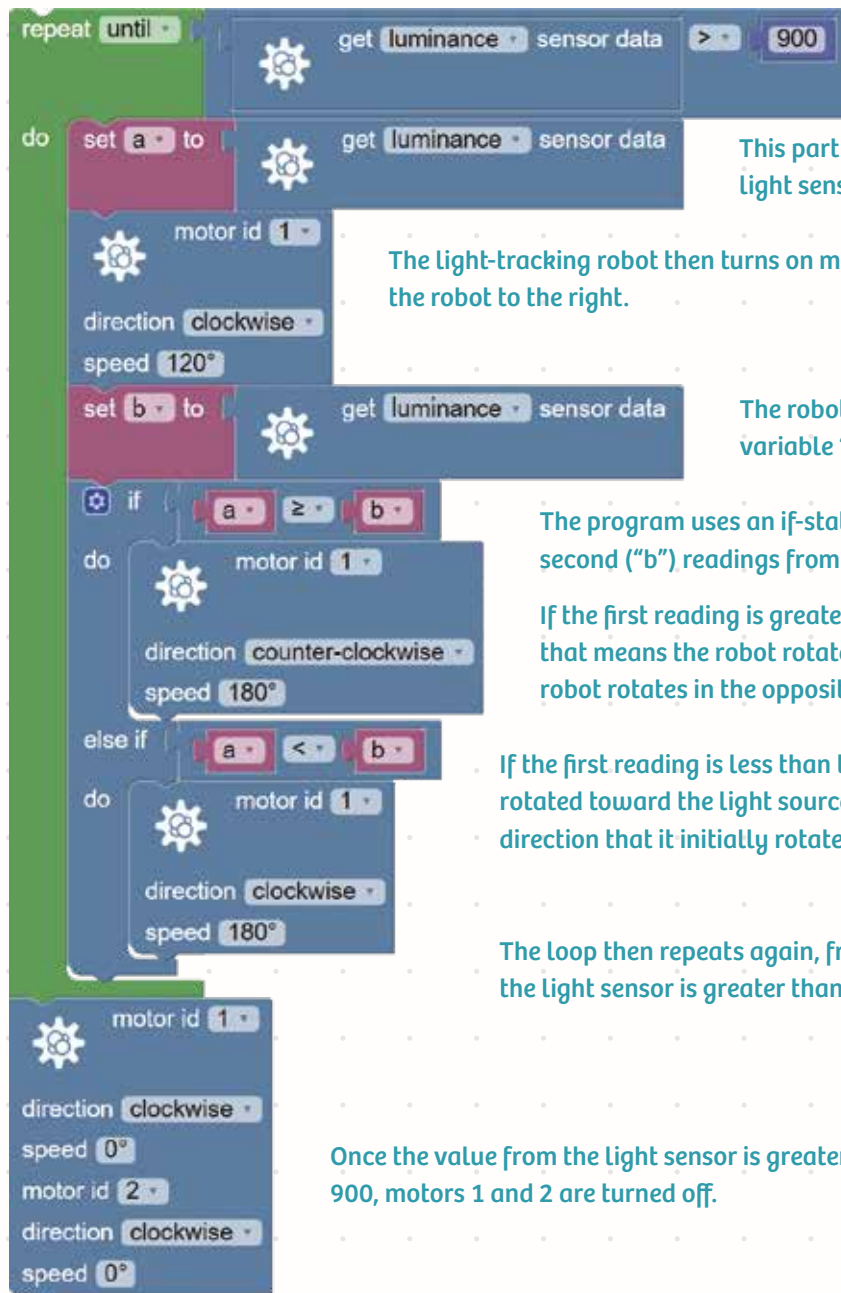 repeat until get luminance sensor data > 900
do set a to get luminance sensor data
This part
light sens
motor id 1
The light-tracking robot then turns on m
the robot to the right.
direction clockwise
speed 120°
set b to get luminance sensor data
The robot
variable "
if a ≥ b
The program uses an if-stat
second (“b”) readings from
do motor id 1
If the first reading is greate
that means the robot rotate
robot rotates in the opposit
direction counter-clockwise
speed 180°
else if a < b
If the first reading is less than t
rotated toward the light source
direction that it initially rotate
do motor id 1
direction clockwise
speed 180°
The loop then repeats again, fr
the light sensor is greater than
motor id 1
direction clockwise
speed 0°
motor id 2
direction clockwise
speed 0°
Once the value from the light sensor is greater
900, motors 1 and 2 are turned off.